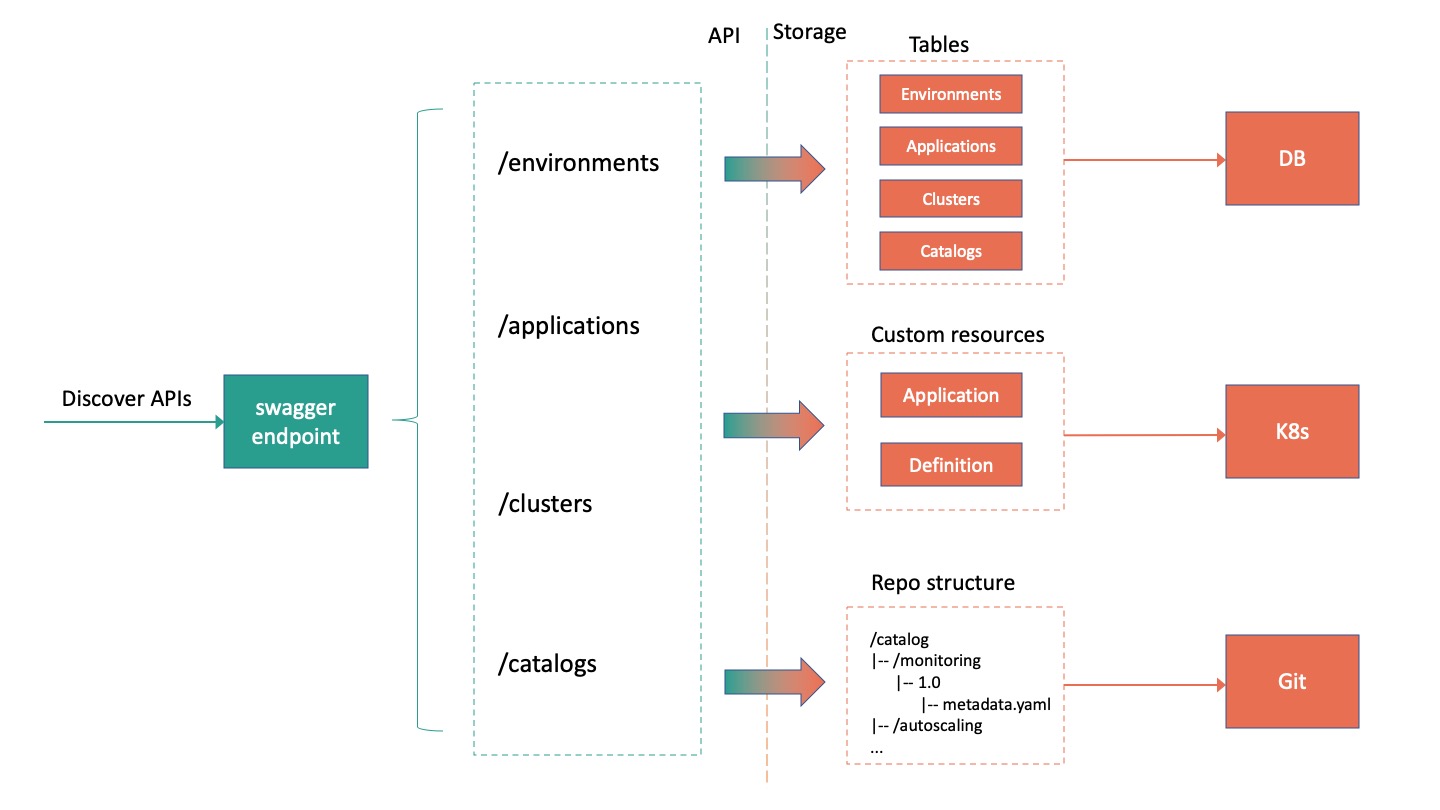 API
Storage
Discover APIs
swagger
endpoint
/environments
/applications
/clusters
/catalogs
Tables
Environments
Applications
Clusters
Catalogs
DB
Custom resources
Application
Definition
K8s
Repo structure
/catalog
|-- /monitoring
|-- 1.0
|-- metadata.yaml
|-- /autoscaling
...
Git